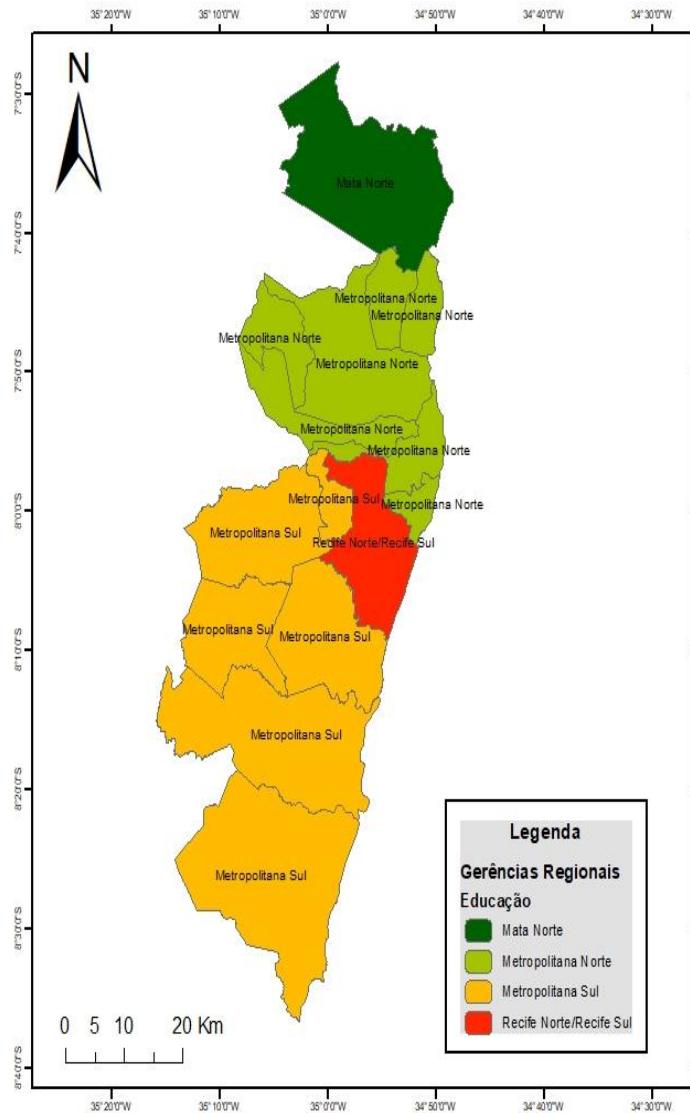 35°20'0"W 35°10'0"W 35°0'0"W 34°50'0"W 34°40'0"W 34°30'0"W
N
7°30'0"S
Mata Norte
7°40'0"S
Metropolitana Norte
Metropolitana Norte
Metropolitana Norte
Metropolitana Norte
7°50'0"S
Metropolitana Norte
Metropolitana Norte
Metropolitana Sul
Metropolitana Norte
8°0'0"S
Metropolitana Sul
Recife Norte/Recife Sul
Metropolitana Sul
Metropolitana Sul
8°10'0"S
Metropolitana Sul
8°20'0"S
Metropolitana Sul
8°30'0"S
8°40'0"S
Legenda
Gerências Regionais
Educação
Mata Norte
Metropolitana Norte
Metropolitana Sul
Recife Norte/Recife Sul
0 5 10 20 Km
35°20'0"W 35°10'0"W 35°0'0"W 34°50'0"W 34°40'0"W 34°30'0"W